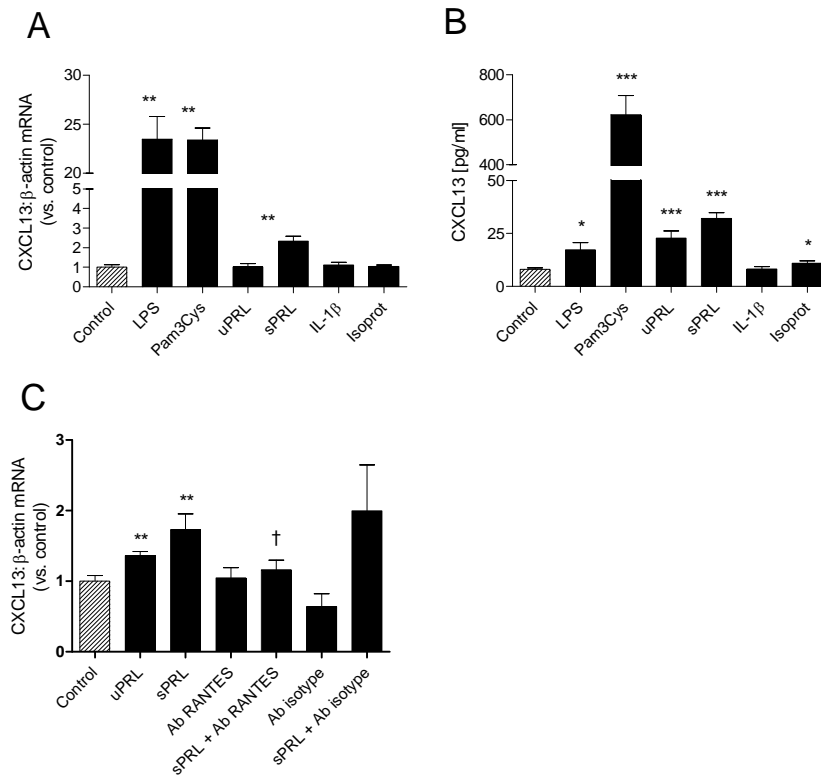 A
CXCL13:β-actin mRNA
(vs. control)
30
25
20
5
4
3
2
1
0
**
**
**
Control
LPS
Pam3Cys
uPRL
sPRL
IL-1β
Isoprot
B
CXCL13 [pg/ml]
800
600
400
50
25
0
*
***
***
***
*
Control
LPS
Pam3Cys
uPRL
sPRL
IL-1β
Isoprot
C
CXCL13:β-actin mRNA
(vs. control)
3
2
1
0
**
**
†
Control
uPRL
sPRL
Ab RANTES
sPRL + Ab RANTES
Ab isotype
sPRL + Ab isotype